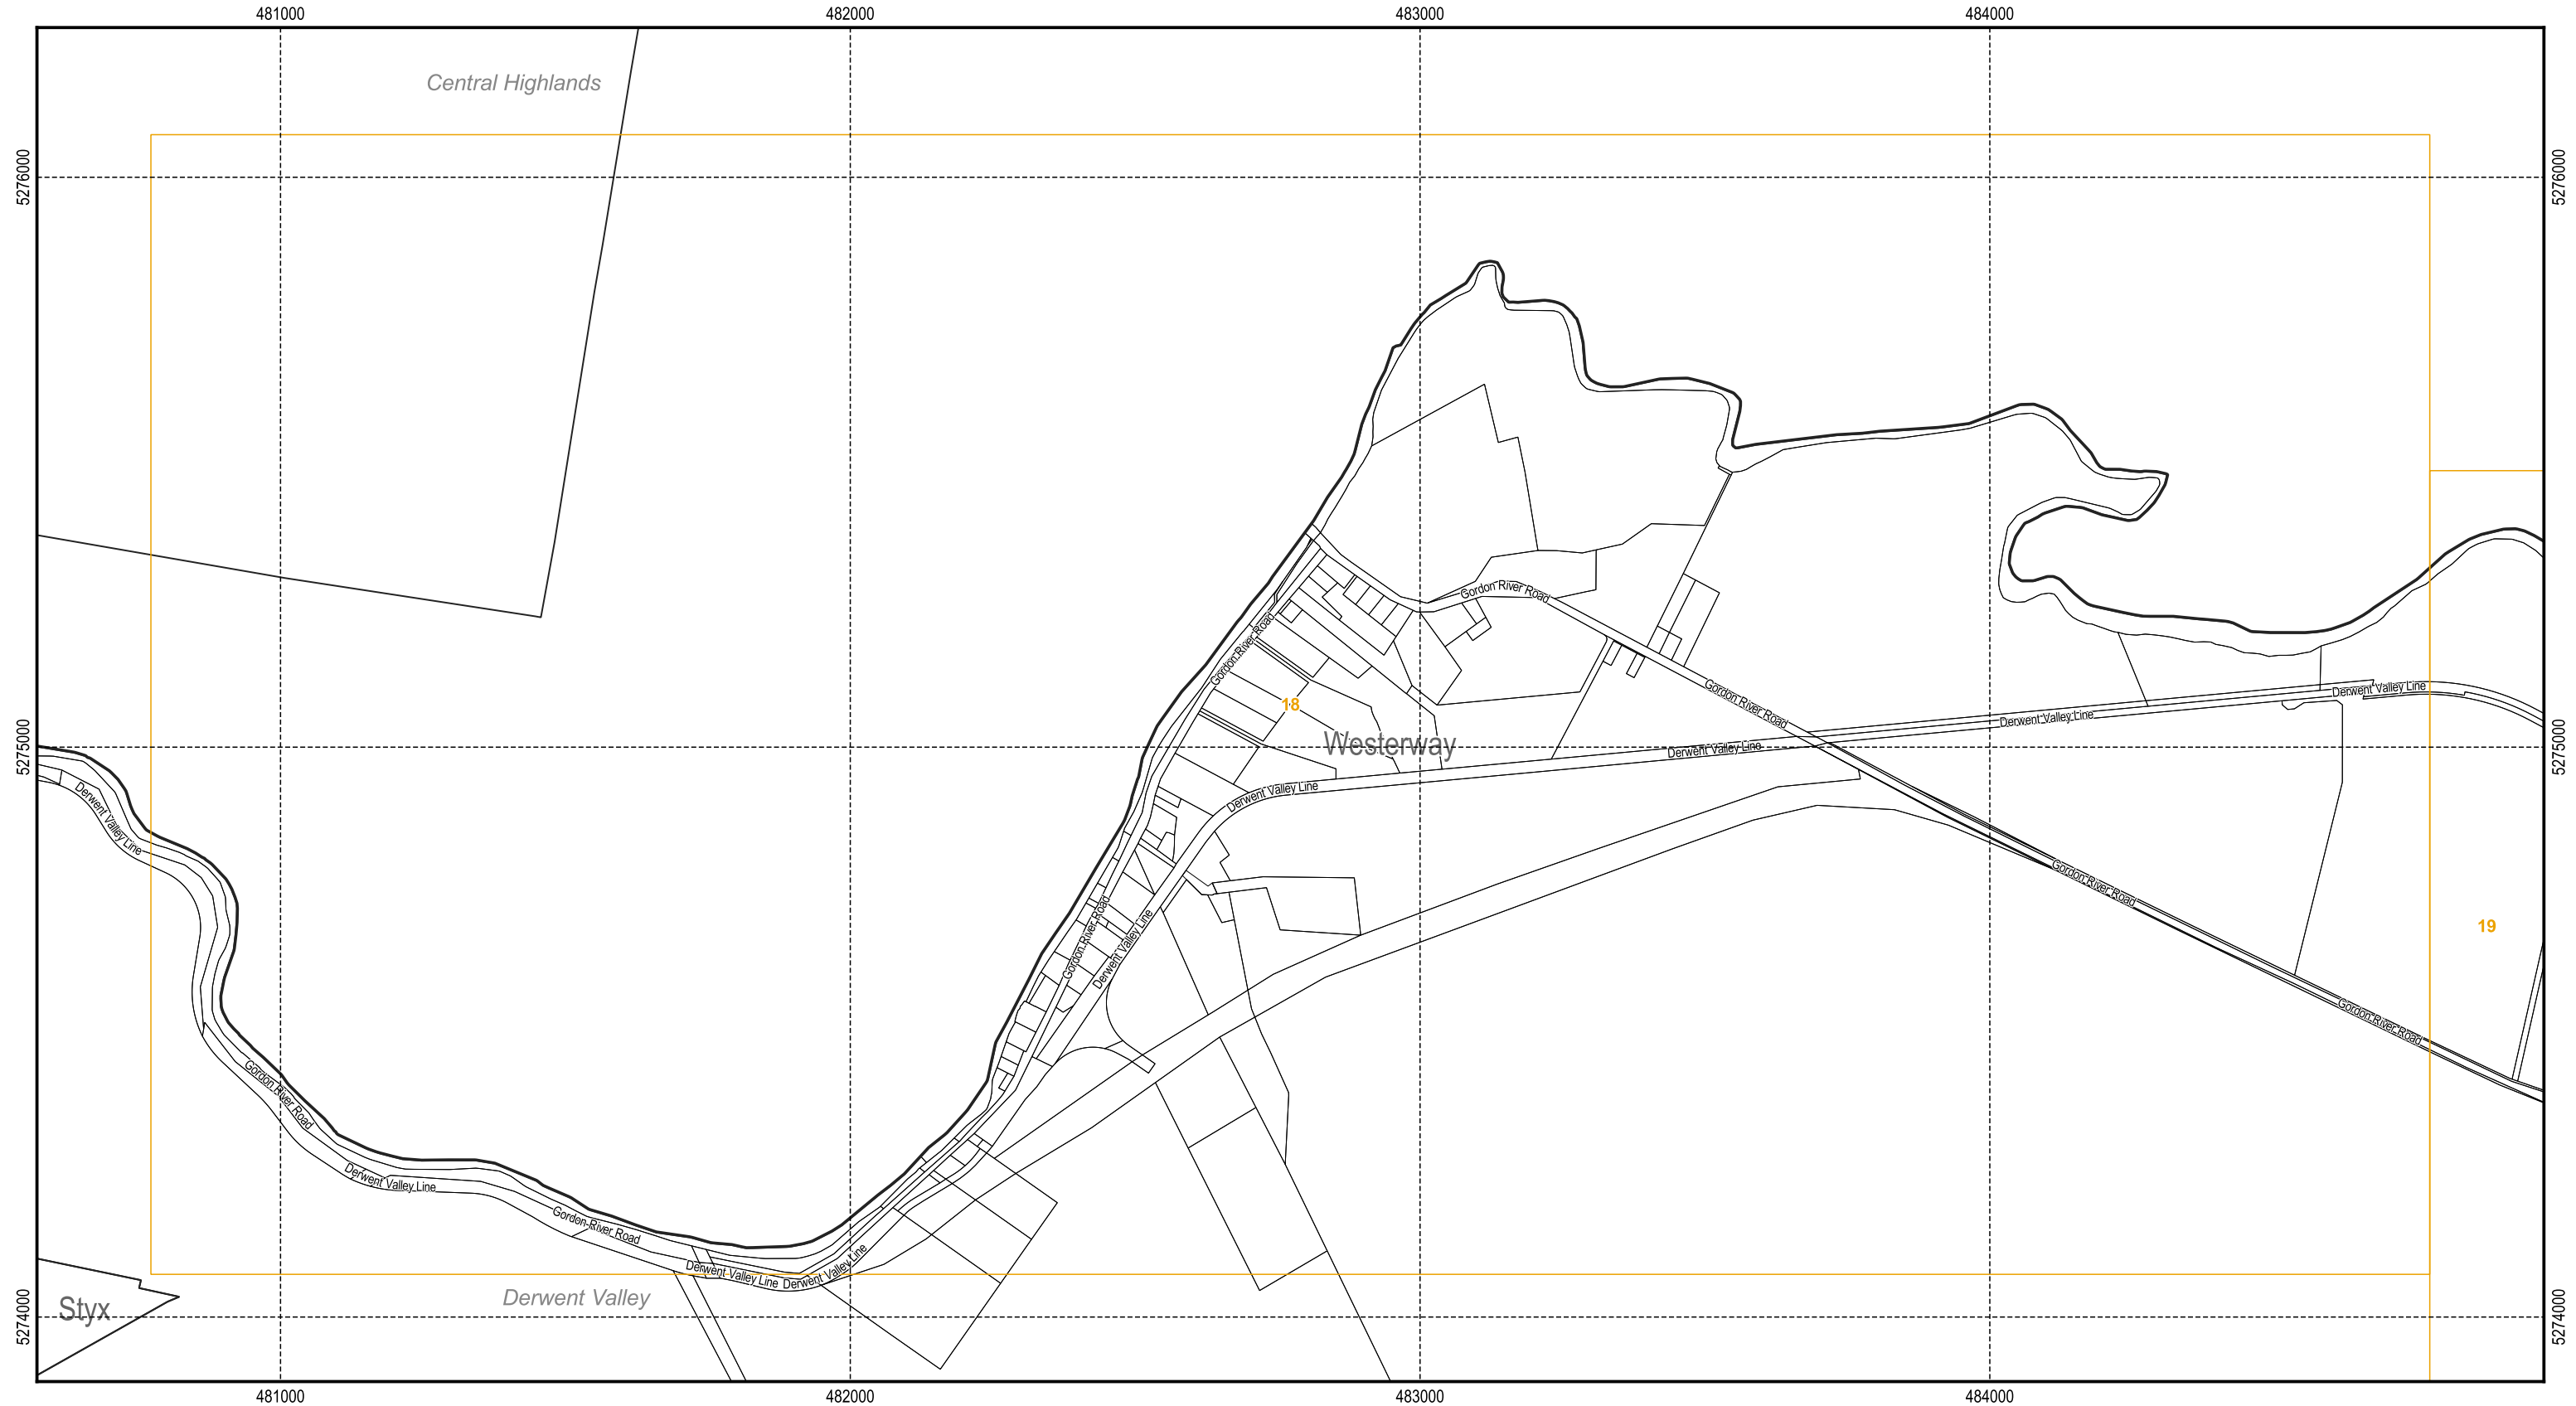 481000 482000 483000 484000
Central Highlands
5276000 5276000
Gordon River Road
Gordon River Road
Gordon River Road
Derwent Valley Line
18
Derwent Valley Line
5275000 Westerway 5275000
Derwent Valley Line
Derwent Valley Line
Derwent Valley Line
Gordon River Road
Gordon River Road
19
Derwent Valley Line
Gordon River Road
Gordon River Road
Derwent Valley Line
Gordon River Road
Derwent Valley Line
Derwent Valley Line
Derwent Valley
Styx
5274000 5274000
481000 482000 483000 484000